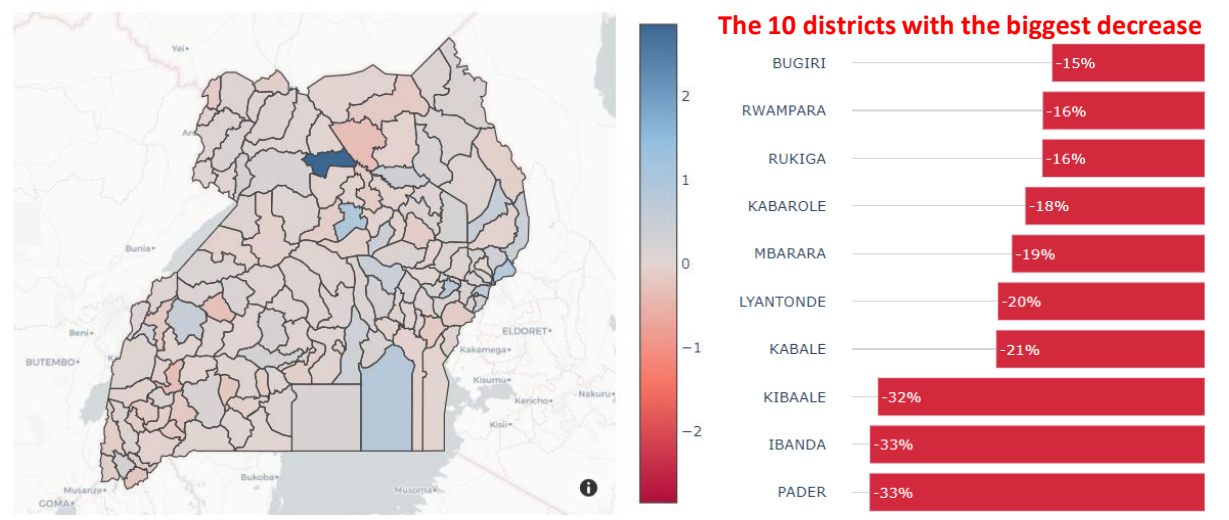 The 10 districts with the biggest decrease
Yei
Ar
Bunia
Beni
BUTEMBO
K
ELDORET
Kakamega
Kisumu
Kericho
Nakuru
Kisii
Bukoba
Musoma
Musanze
GOMA
i
2
1
0
−1
−2
BUGIRI -15%
RWAMPARA -16%
RUKIGA -16%
KABAROLE -18%
MBARARA -19%
LYANTONDE -20%
KABALE -21%
KIBAALE -32%
IBANDA -33%
PADER -33%